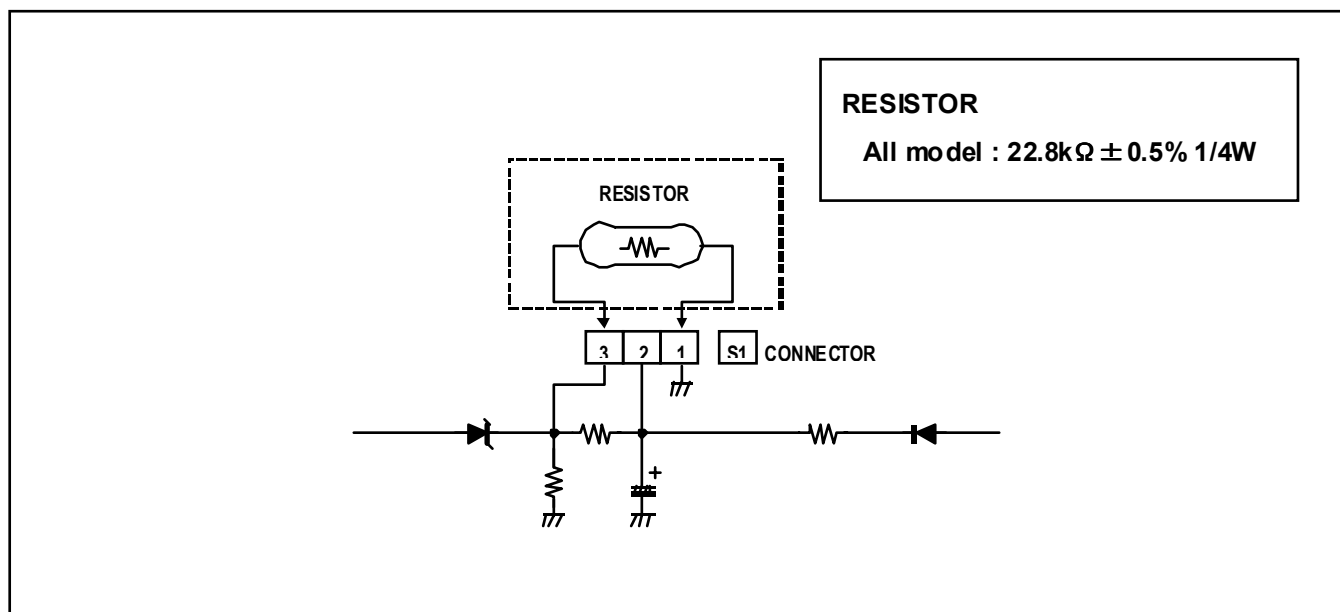 RESISTOR
All model : 22.8kΩ ± 0.5% 1/4W
RESISTOR
3 2 1 S1 CONNECTOR
+